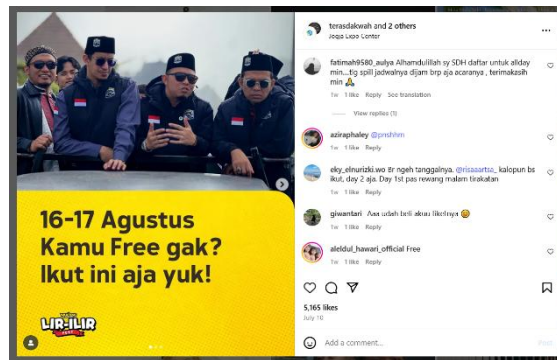 16-17 Agustus
Kamu Free gak?
Ikut ini aja yuk!
LIR-ILIR
terasdakwah and 2 others
Jogja Expo Center
fatimah9580_aulya Alhamdulillah sy SDH daftar untuk allday
min...tlg spill jadwalnya dijam brp aja acaranya , terimakasih
min 🙏
1w 1 like Reply See translation
View replies (1)
aziraphaley @pnshhm
1w 1 like Reply
eky_elnurizki.wo Br ngeh tanggalnya. @risaaartsa_ kalopun bs
ikut, day 2 aja. Day 1st pas rewang malam tirakatan
1w 1 like Reply
giwantari Aaa udah beli akuu tiketnya
1w 1 like Reply
aleldul_hawari_official Free
1w 1 like Reply
5,165 likes
July 10
Add a comment...
Post